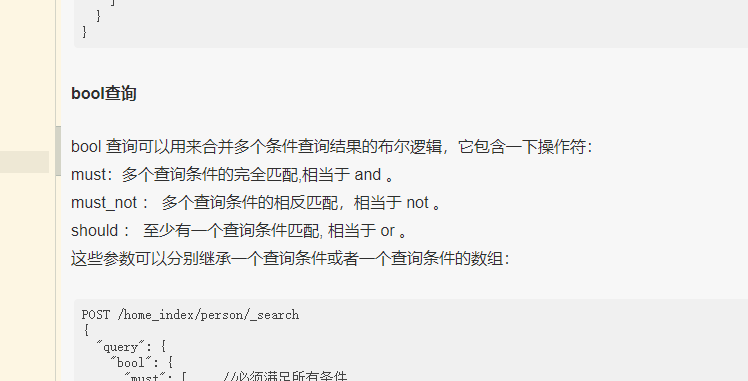 ]
}
}
bool查询
bool 查询可以用来合并多个条件查询结果的布尔逻辑，它包含一下操作符：
must：多个查询条件的完全匹配,相当于 and 。
must_not ： 多个查询条件的相反匹配，相当于 not 。
should ： 至少有一个查询条件匹配, 相当于 or 。
这些参数可以分别继承一个查询条件或者一个查询条件的数组：
POST /home_index/person/_search
{
"query": {
"bool": {
"must": [ //必须满足所有条件